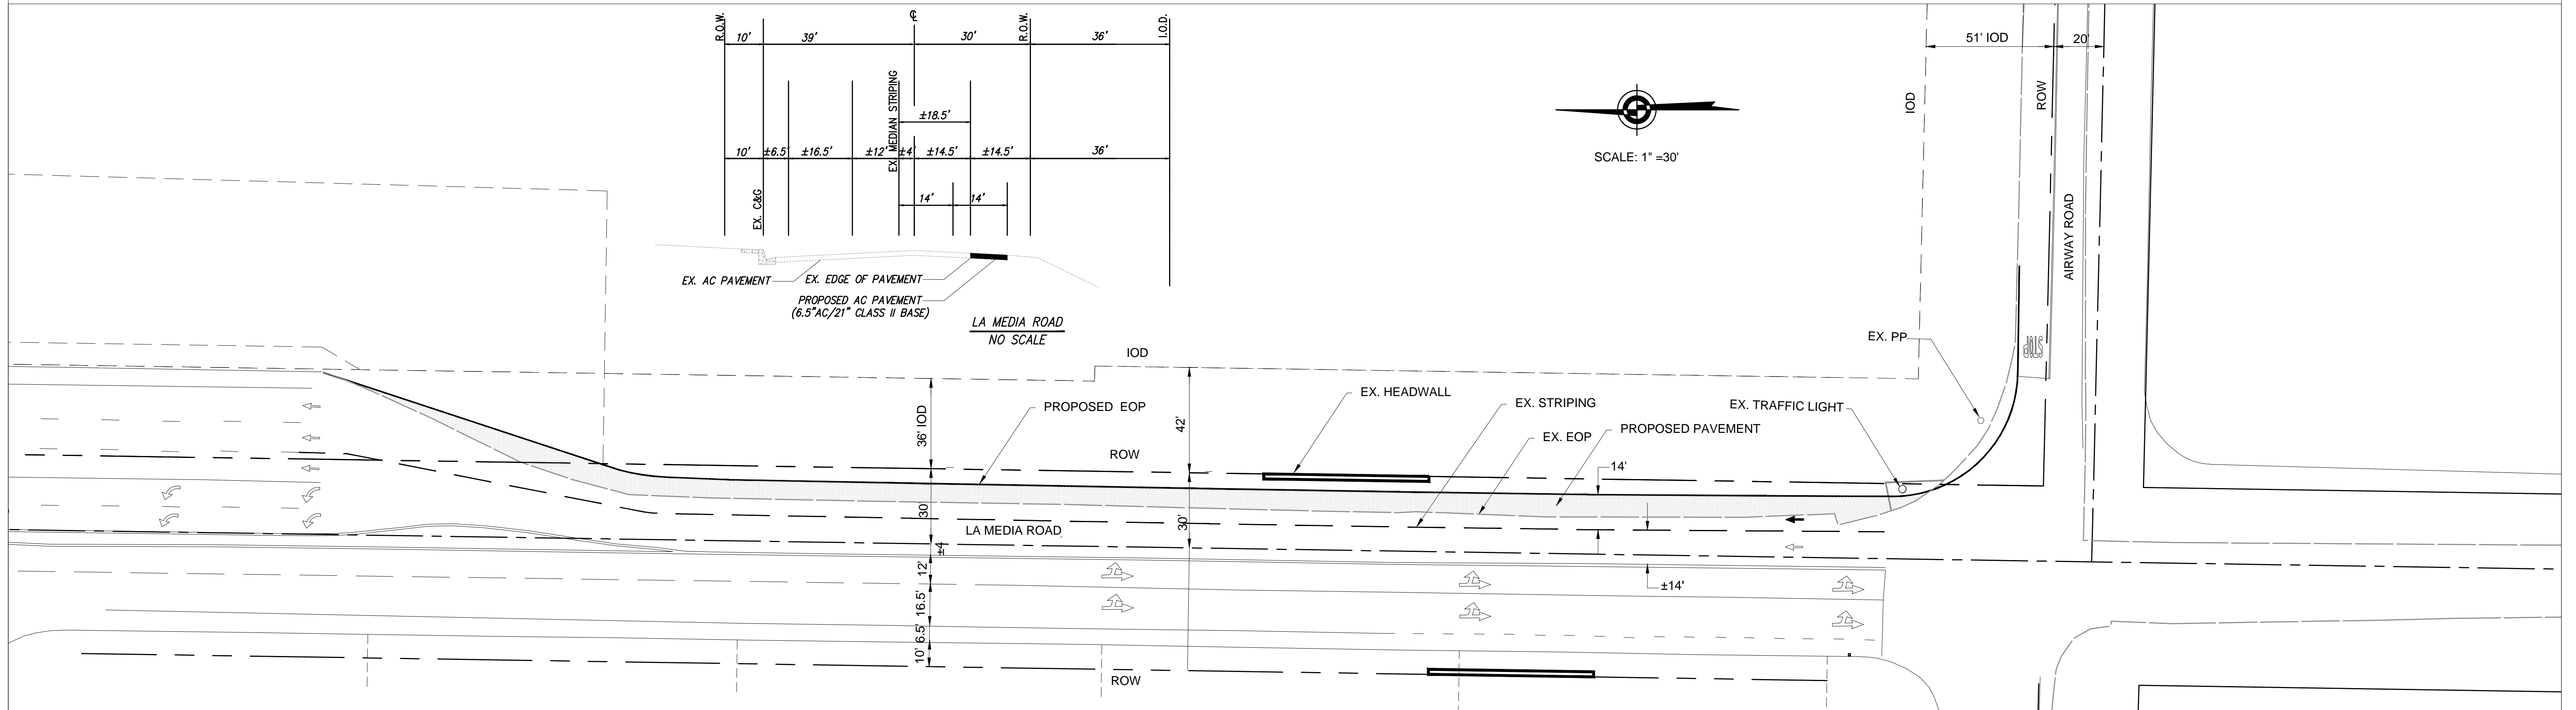 R.O.W.
10'
39'
℄
30'
R.O.W.
36'
I.O.D.
51' IOD
20'
EX. MEDIAN STRIPING
±18.5'
10'
±6.5'
±16.5'
±12'
±4'
±14.5'
±14.5'
36'
EX. C&G
14'
14'
SCALE: 1" =30'
IOD
ROW
AIRWAY ROAD
EX. AC PAVEMENT
EX. EDGE OF PAVEMENT
PROPOSED AC PAVEMENT
(6.5"AC/21" CLASS II BASE)
LA MEDIA ROAD
NO SCALE
IOD
EX. PP
STOP
36' IOD
PROPOSED EOP
42'
EX. HEADWALL
EX. STRIPING
EX. EOP
EX. TRAFFIC LIGHT
PROPOSED PAVEMENT
ROW
14'
30'
LA MEDIA ROAD
30'
±4
12'
±14'
16.5'
6.5'
10'
ROW